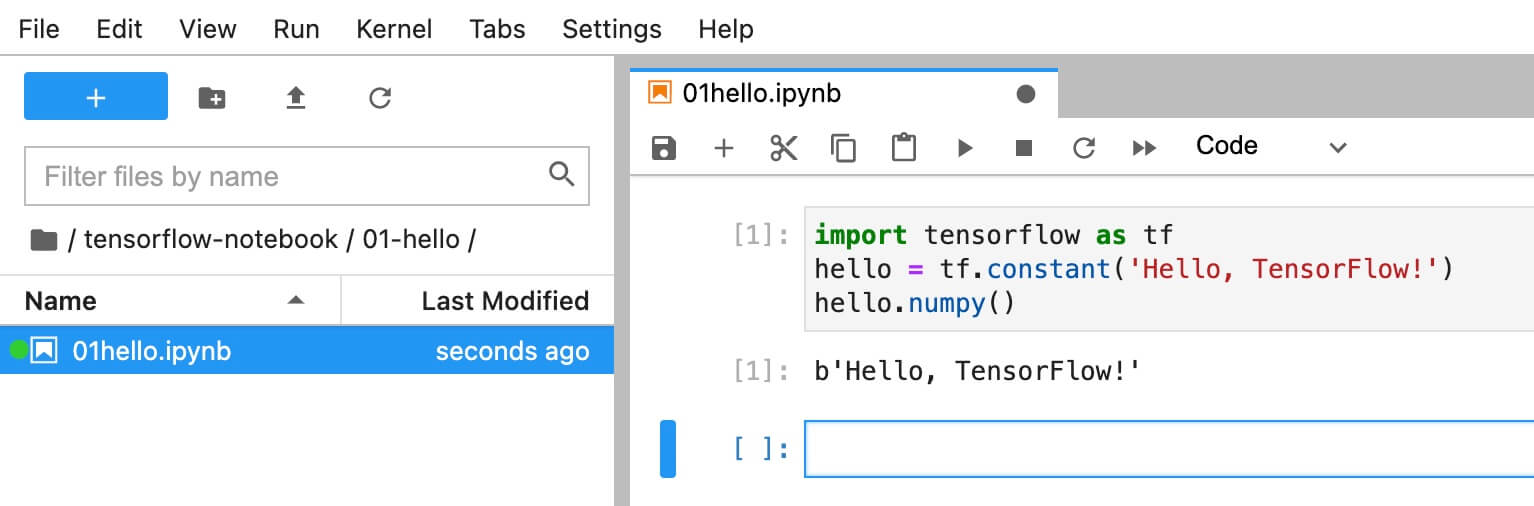 File Edit View Run Kernel Tabs Settings Help
+
Filter files by name
/ tensorflow-notebook / 01-hello /
Name Last Modified
01hello.ipynb seconds ago
01hello.ipynb
Code
[1]: import tensorflow as tf
hello = tf.constant('Hello, TensorFlow!')
hello.numpy()
[1]: b'Hello, TensorFlow!'
[ ]: